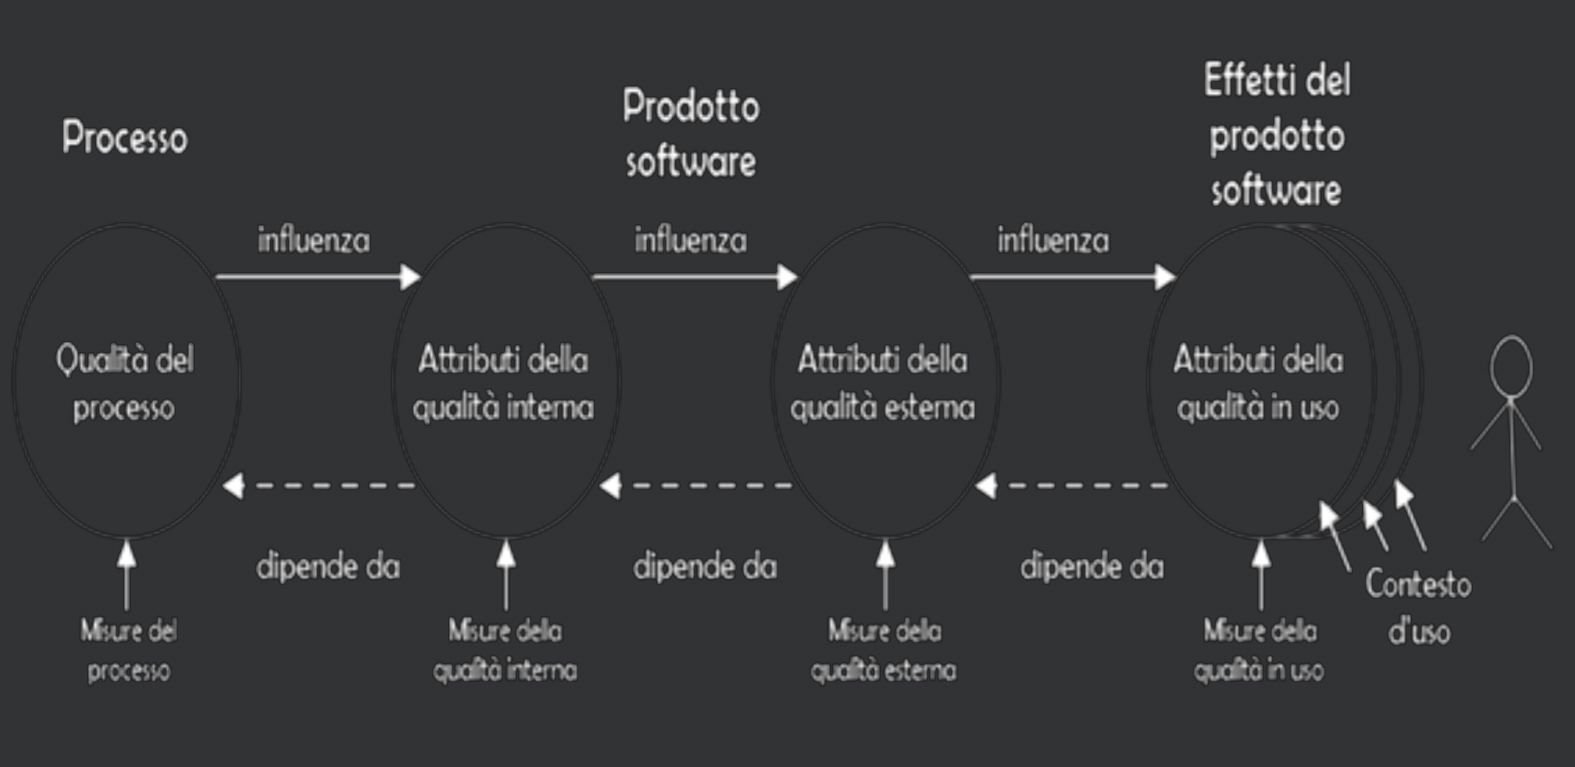 Processo
Prodotto
software
Effetti del
prodotto
software
influenza
influenza
influenza
Qualità del
processo
Attributi della
qualità interna
Attributi della
qualità esterna
Attributi della
qualità in uso
dipende da
dipende da
dipende da
Misure del
processo
Misure della
qualità interna
Misure della
qualità esterna
Misure della
qualità in uso
Contesto
d'uso